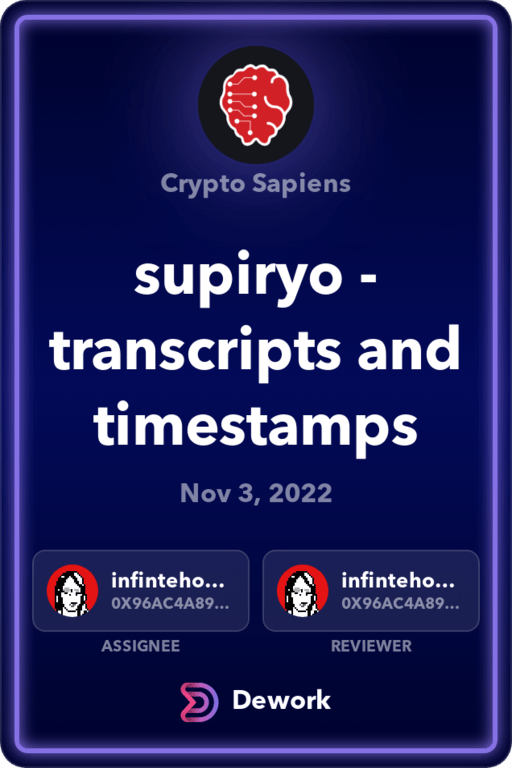 Crypto Sapiens
supiryo -
transcripts and
timestamps
Nov 3, 2022
infinteho...
0X96AC4A89...
ASSIGNEE
infinteho...
0X96AC4A89...
REVIEWER
Dework